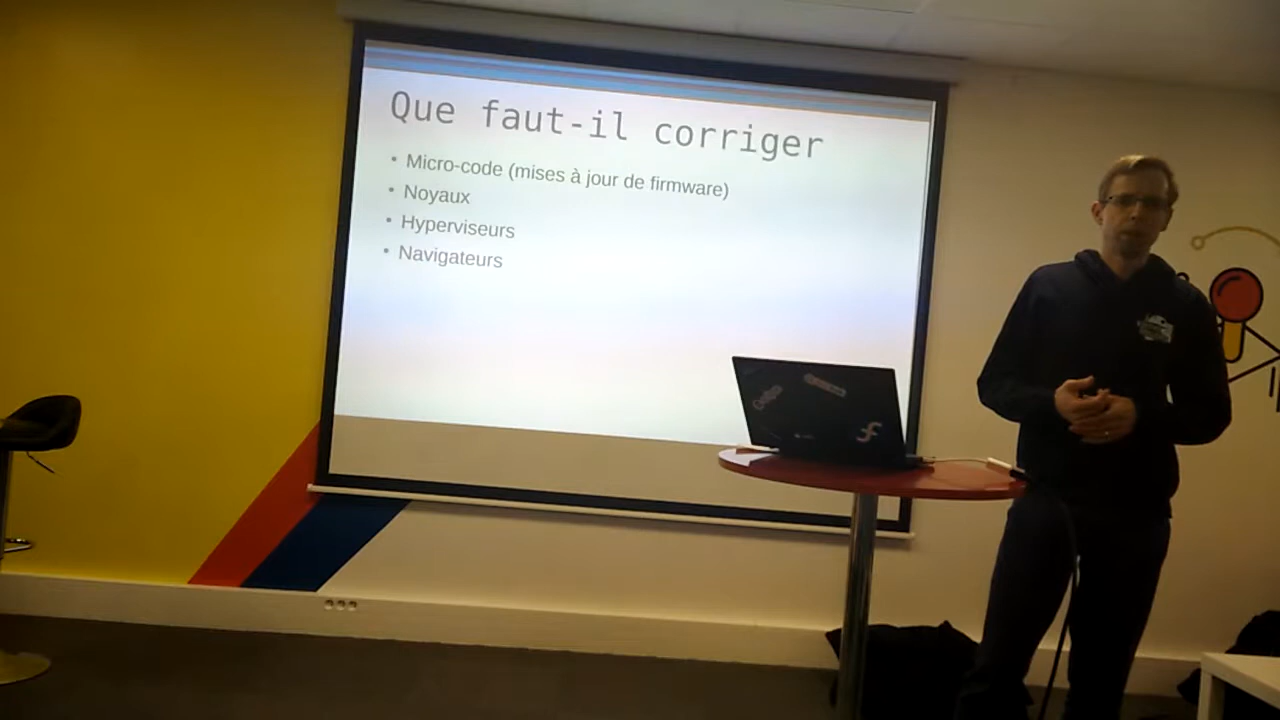 Que faut-il corriger
• Micro-code (mises à jour de firmware)
• Noyaux
• Hyperviseurs
• Navigateurs